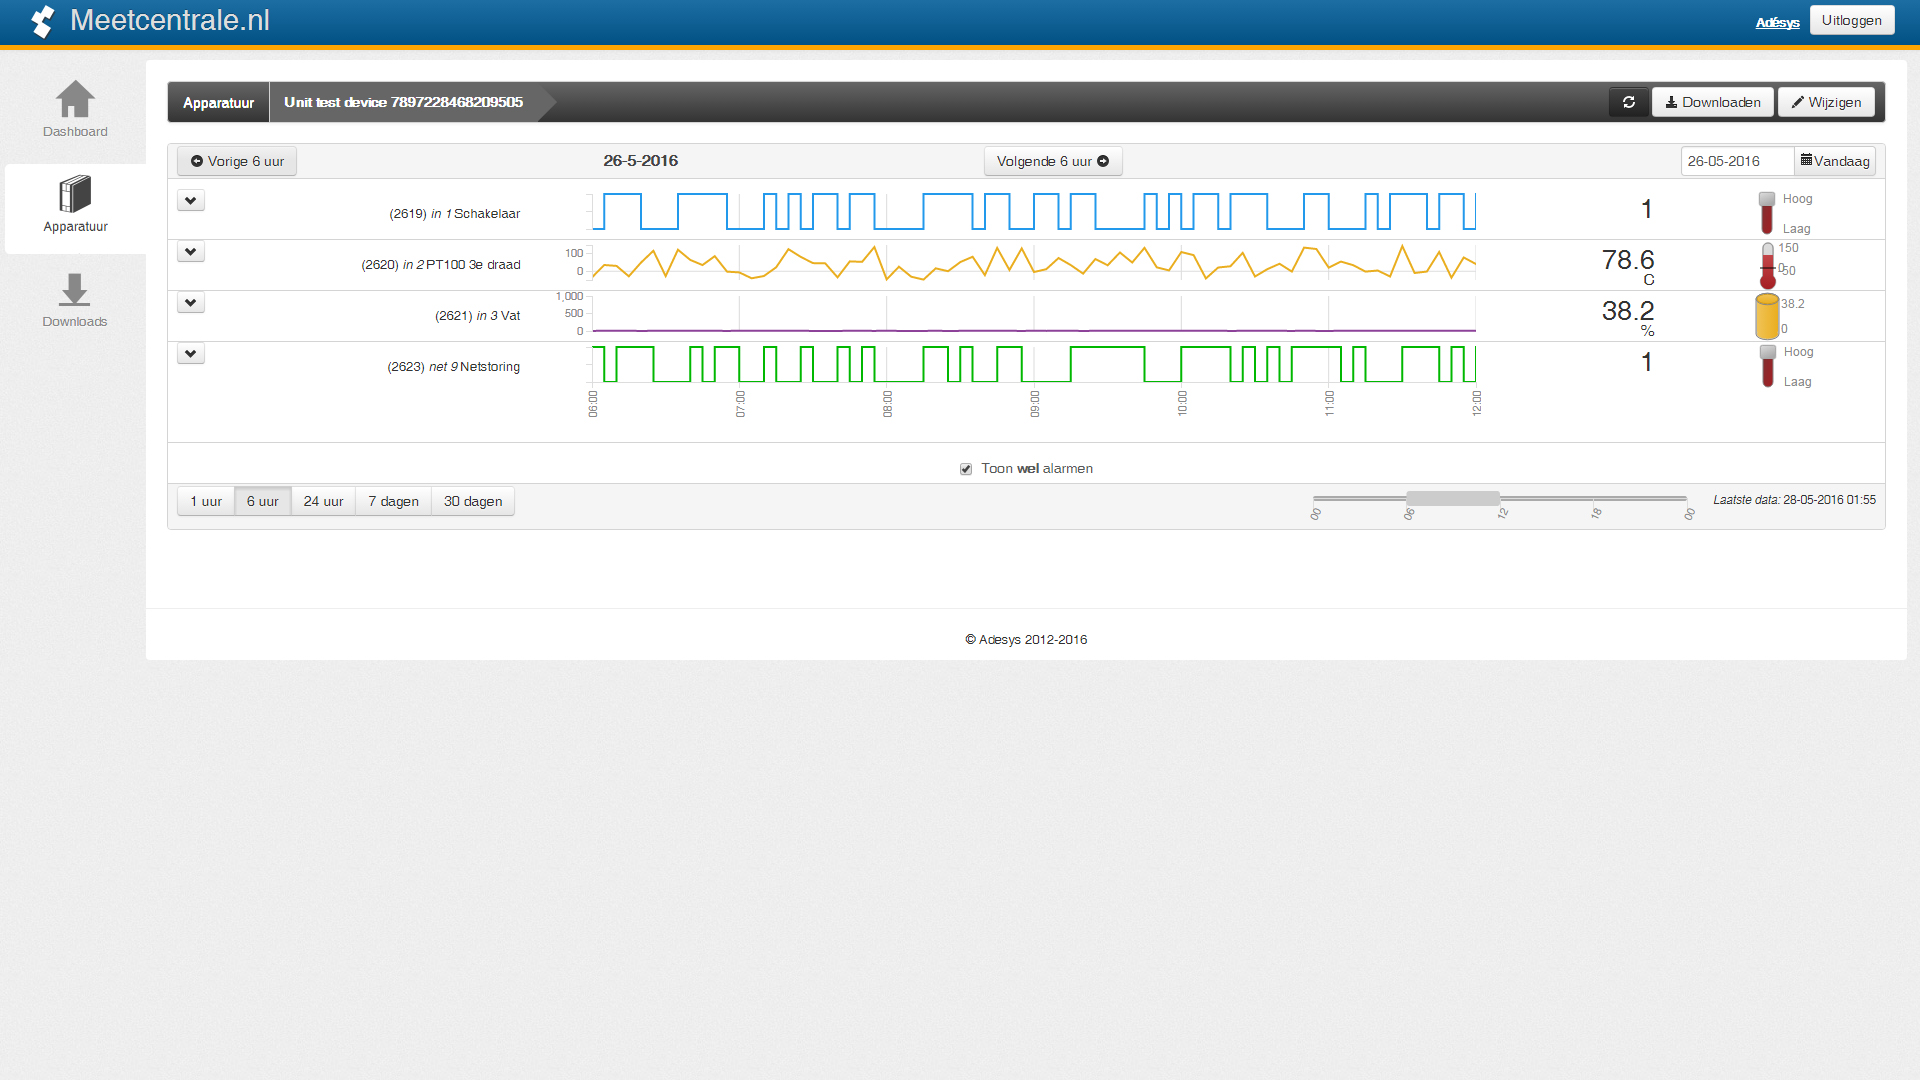 Meetcentrale.nl
Adésys Uitloggen
Dashboard
Apparatuur
Downloads
Apparatuur Unit test device 7897228468209505 Downloaden Wijzigen
Vorige 6 uur 26-5-2016 Volgende 6 uur 26-05-2016 Vandaag
(2619) in 1 Schakelaar 1 Hoog
Laag
(2620) in 2 PT100 3e draad 100 0 78.6 C 150 0 -50
(2621) in 3 Vat 1,000 500 0 38.2 % 38.2 0
(2623) net 9 Netstoring 1 Hoog
Laag
06:00 07:00 08:00 09:00 10:00 11:00 12:00
Toon wel alarmen
1 uur 6 uur 24 uur 7 dagen 30 dagen 00 06 12 18 00 Laatste data: 28-05-2016 01:55
© Adesys 2012-2016